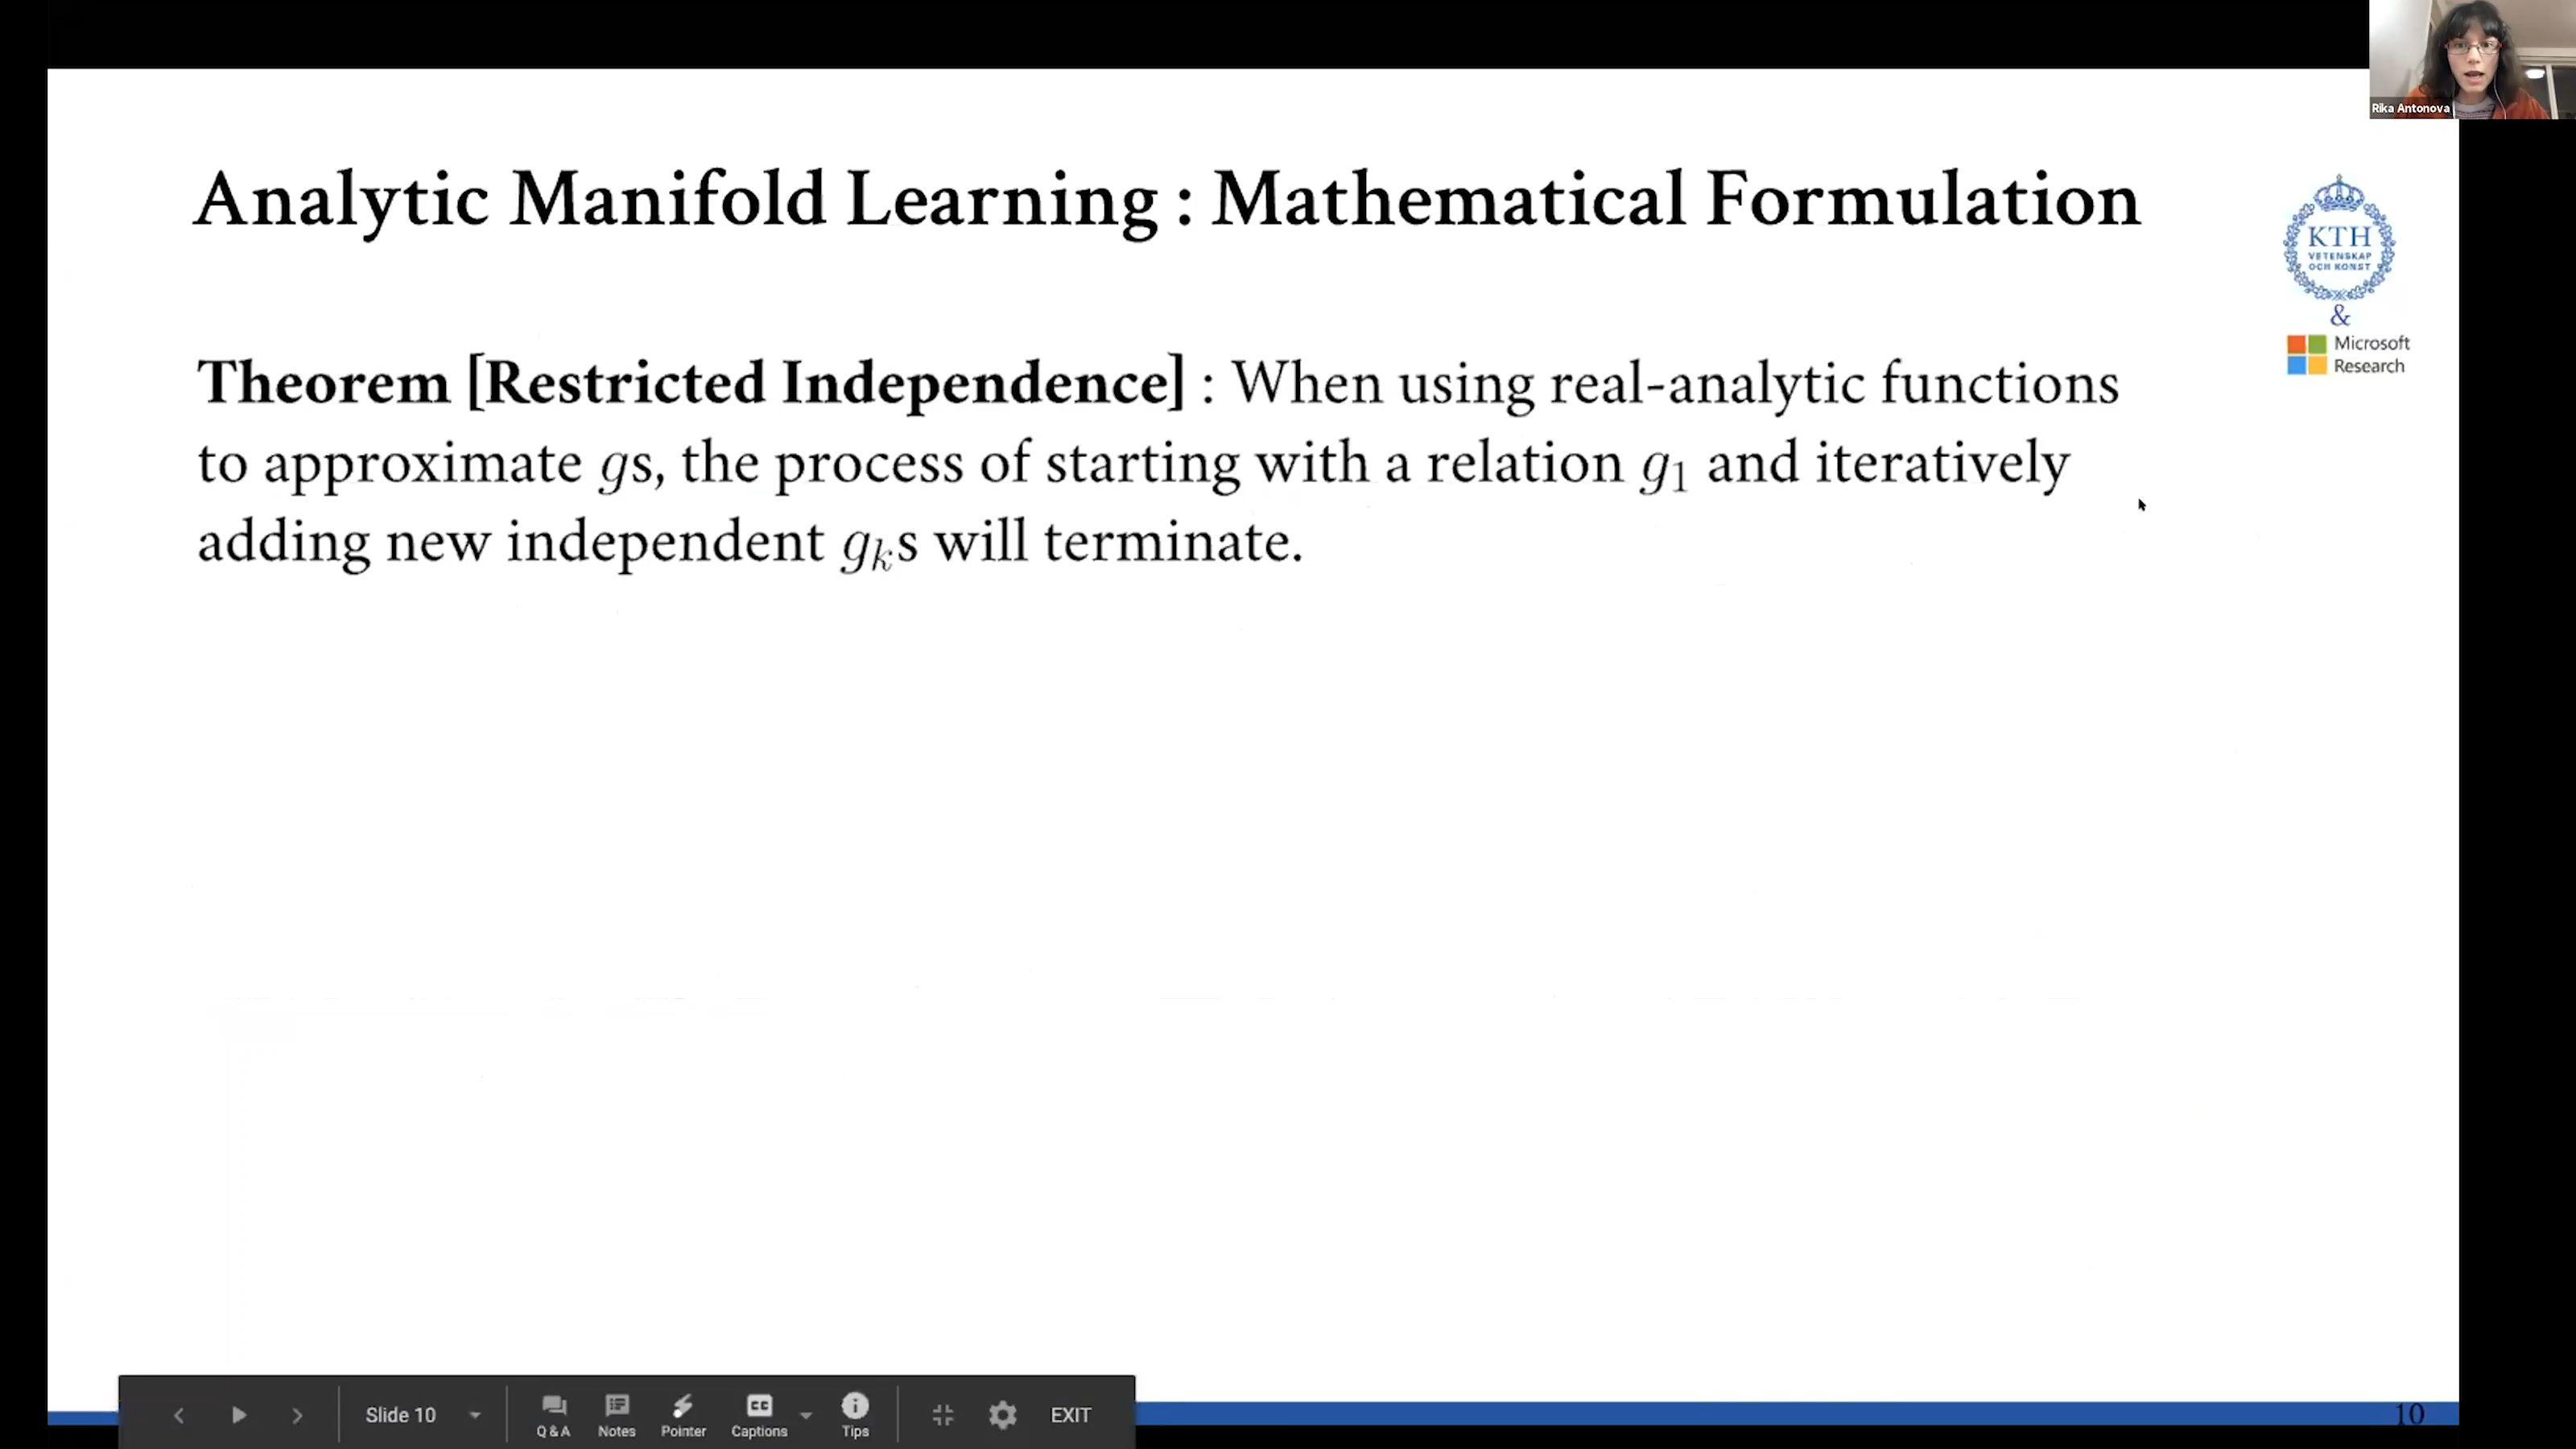 Rika Antonova
Analytic Manifold Learning : Mathematical Formulation
KTH
VETENSKAP
OCH KONST
&
Microsoft
Research
Theorem [Restricted Independence] : When using real-analytic functions
to approximate gs, the process of starting with a relation g₁ and iteratively
adding new independent gₖs will terminate.
Slide 10
Q & A
Notes
Pointer
CC
Captions
Tips
EXIT
10